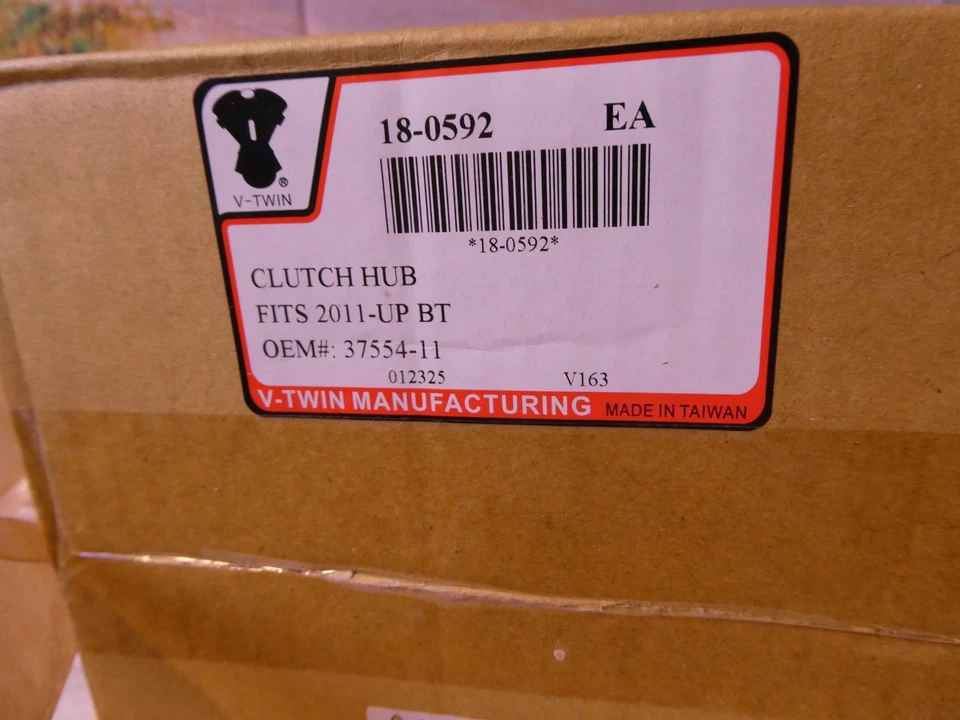 18-0592 EA
*18-0592*
V-TWIN ®
CLUTCH HUB
FITS 2011-UP BT
OEM#: 37554-11
012325 V163
V-TWIN MANUFACTURING MADE IN TAIWAN